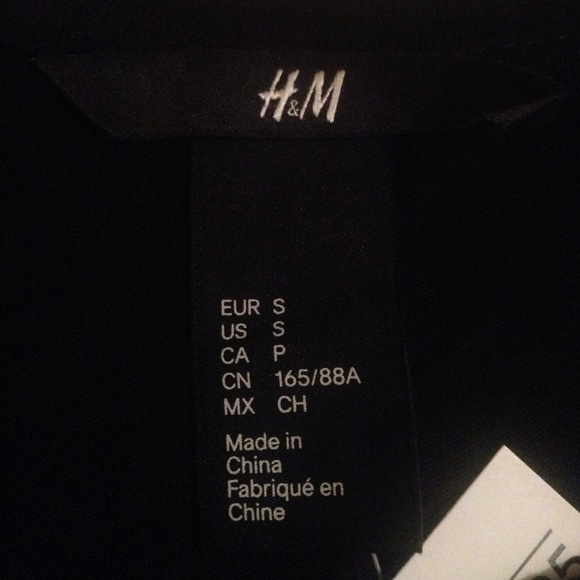 H&M
EUR S
US S
CA P
CN 165/88A
MX CH
Made in
China
Fabriqué en
Chine